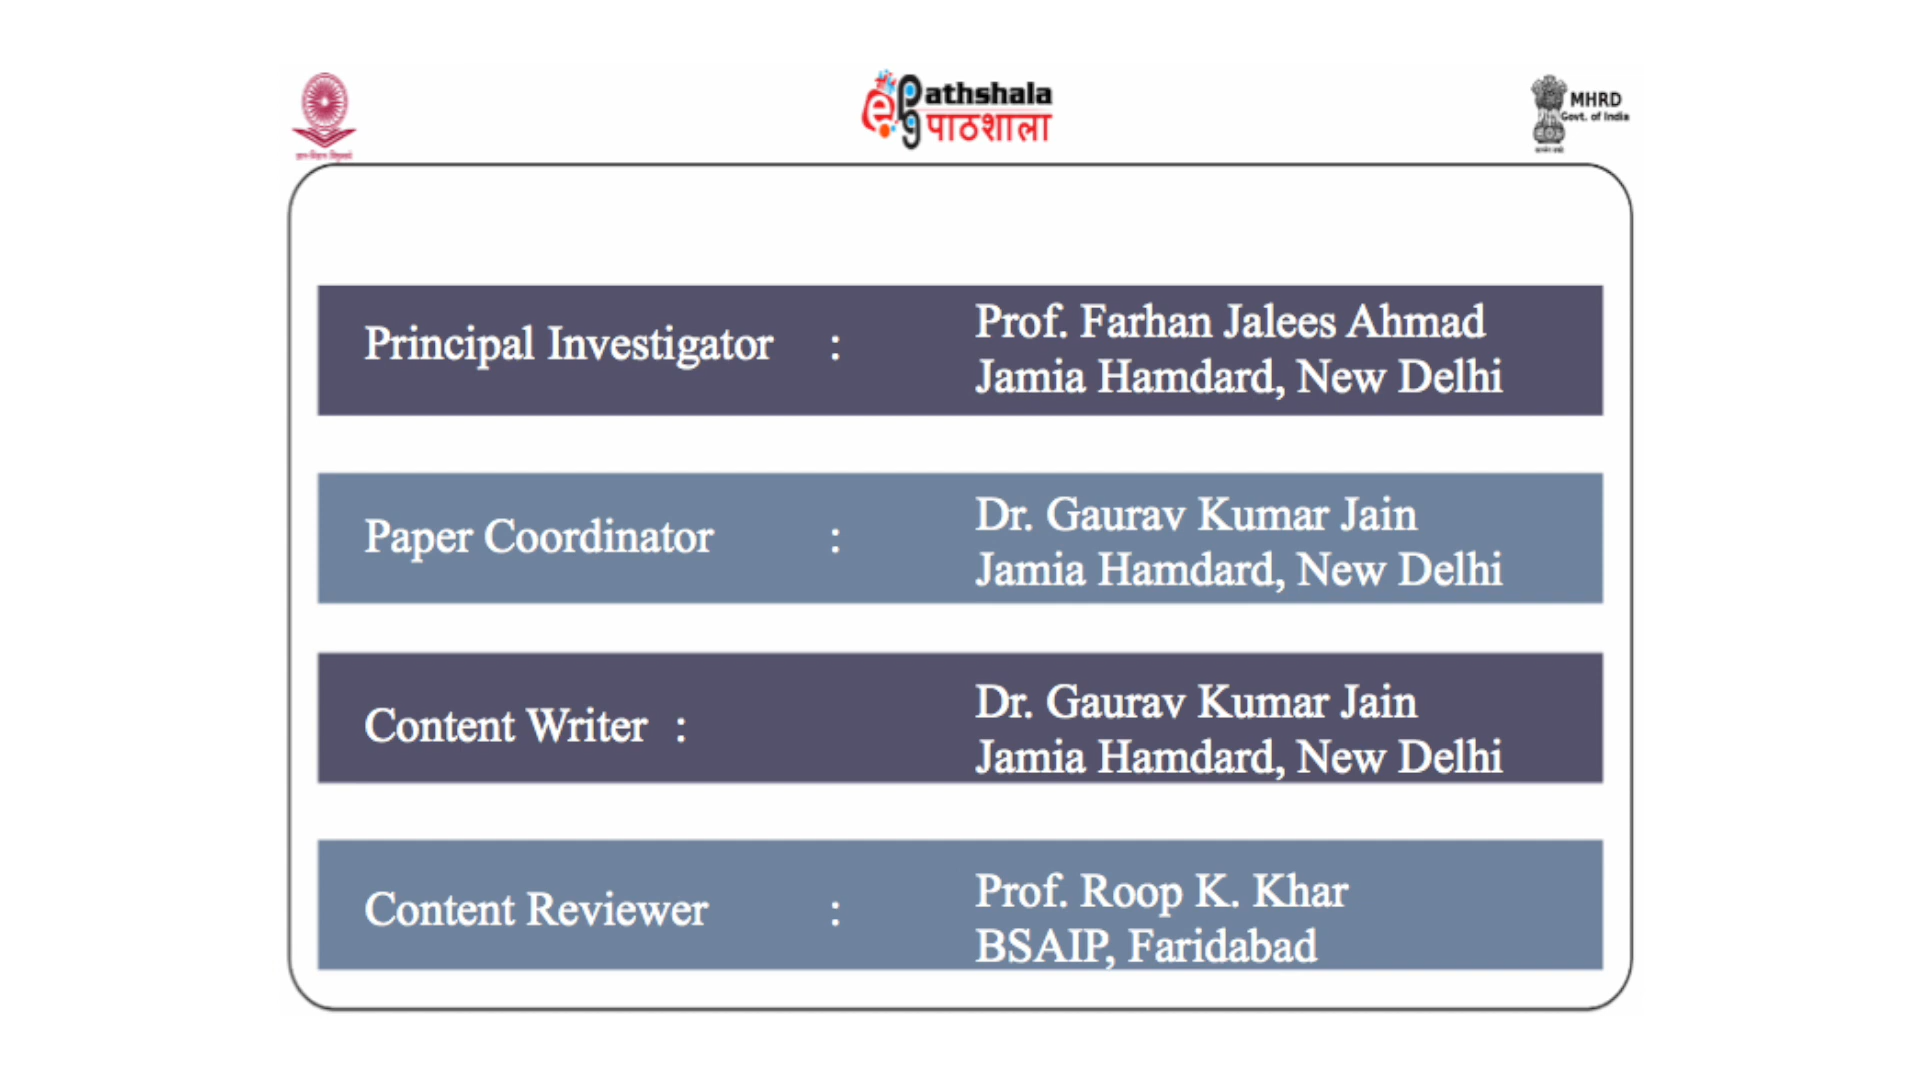 athshala
पाठशाला
MHRD
Govt. of India
Principal Investigator :
Prof. Farhan Jalees Ahmad
Jamia Hamdard, New Delhi
Paper Coordinator :
Dr. Gaurav Kumar Jain
Jamia Hamdard, New Delhi
Content Writer :
Dr. Gaurav Kumar Jain
Jamia Hamdard, New Delhi
Content Reviewer :
Prof. Roop K. Khar
BSAIP, Faridabad